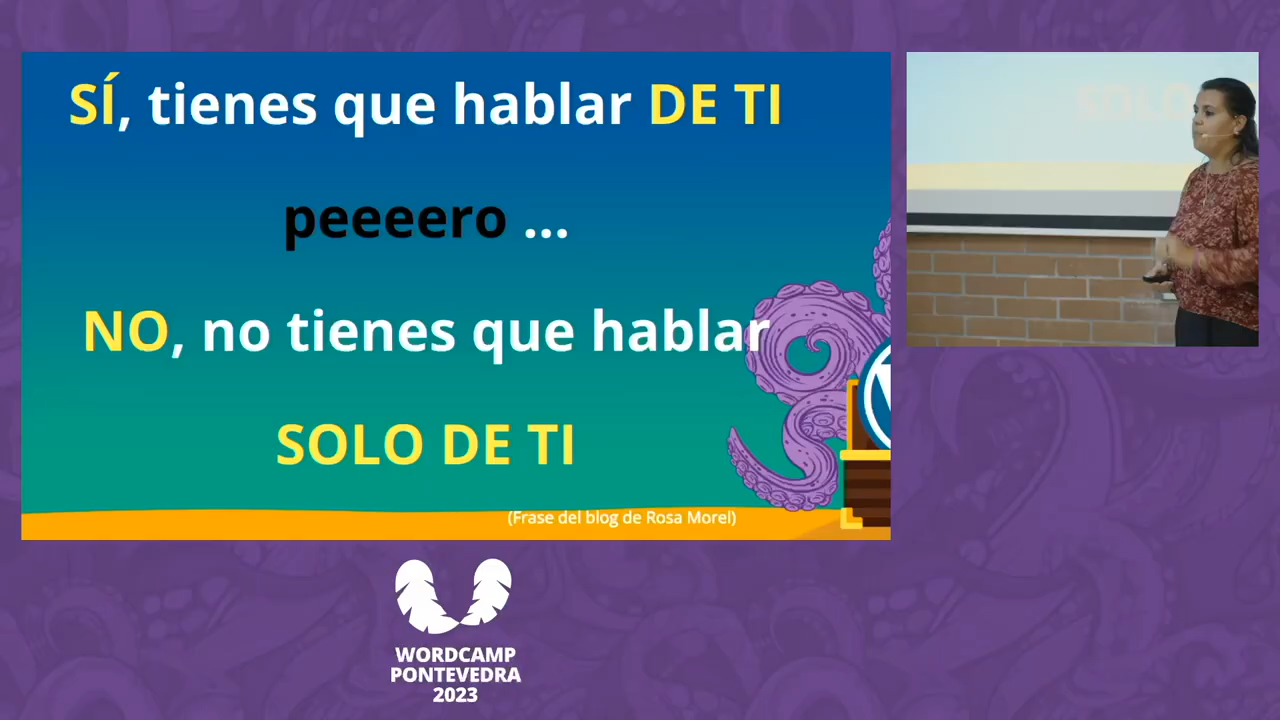 SÍ, tienes que hablar DE TI
peeeero ...
NO, no tienes que hablar
SOLO DE TI
(Frase del blog de Rosa Morel)
SOLO
WORDCAMP
PONTEVEDRA
2023